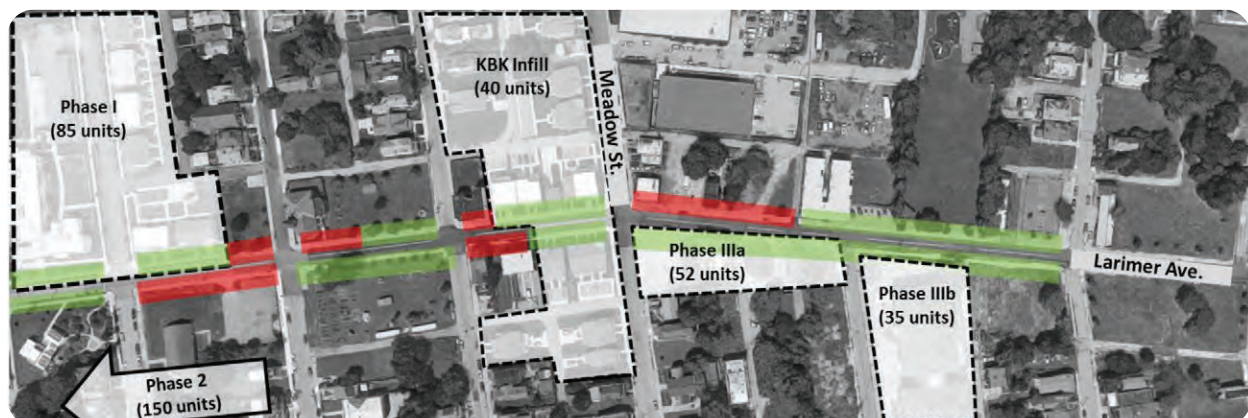 Phase I
(85 units)
KBK Infill
(40 units)
Meadow St.
Phase IIIa
(52 units)
Larimer Ave.
Phase IIIb
(35 units)
Phase 2
(150 units)